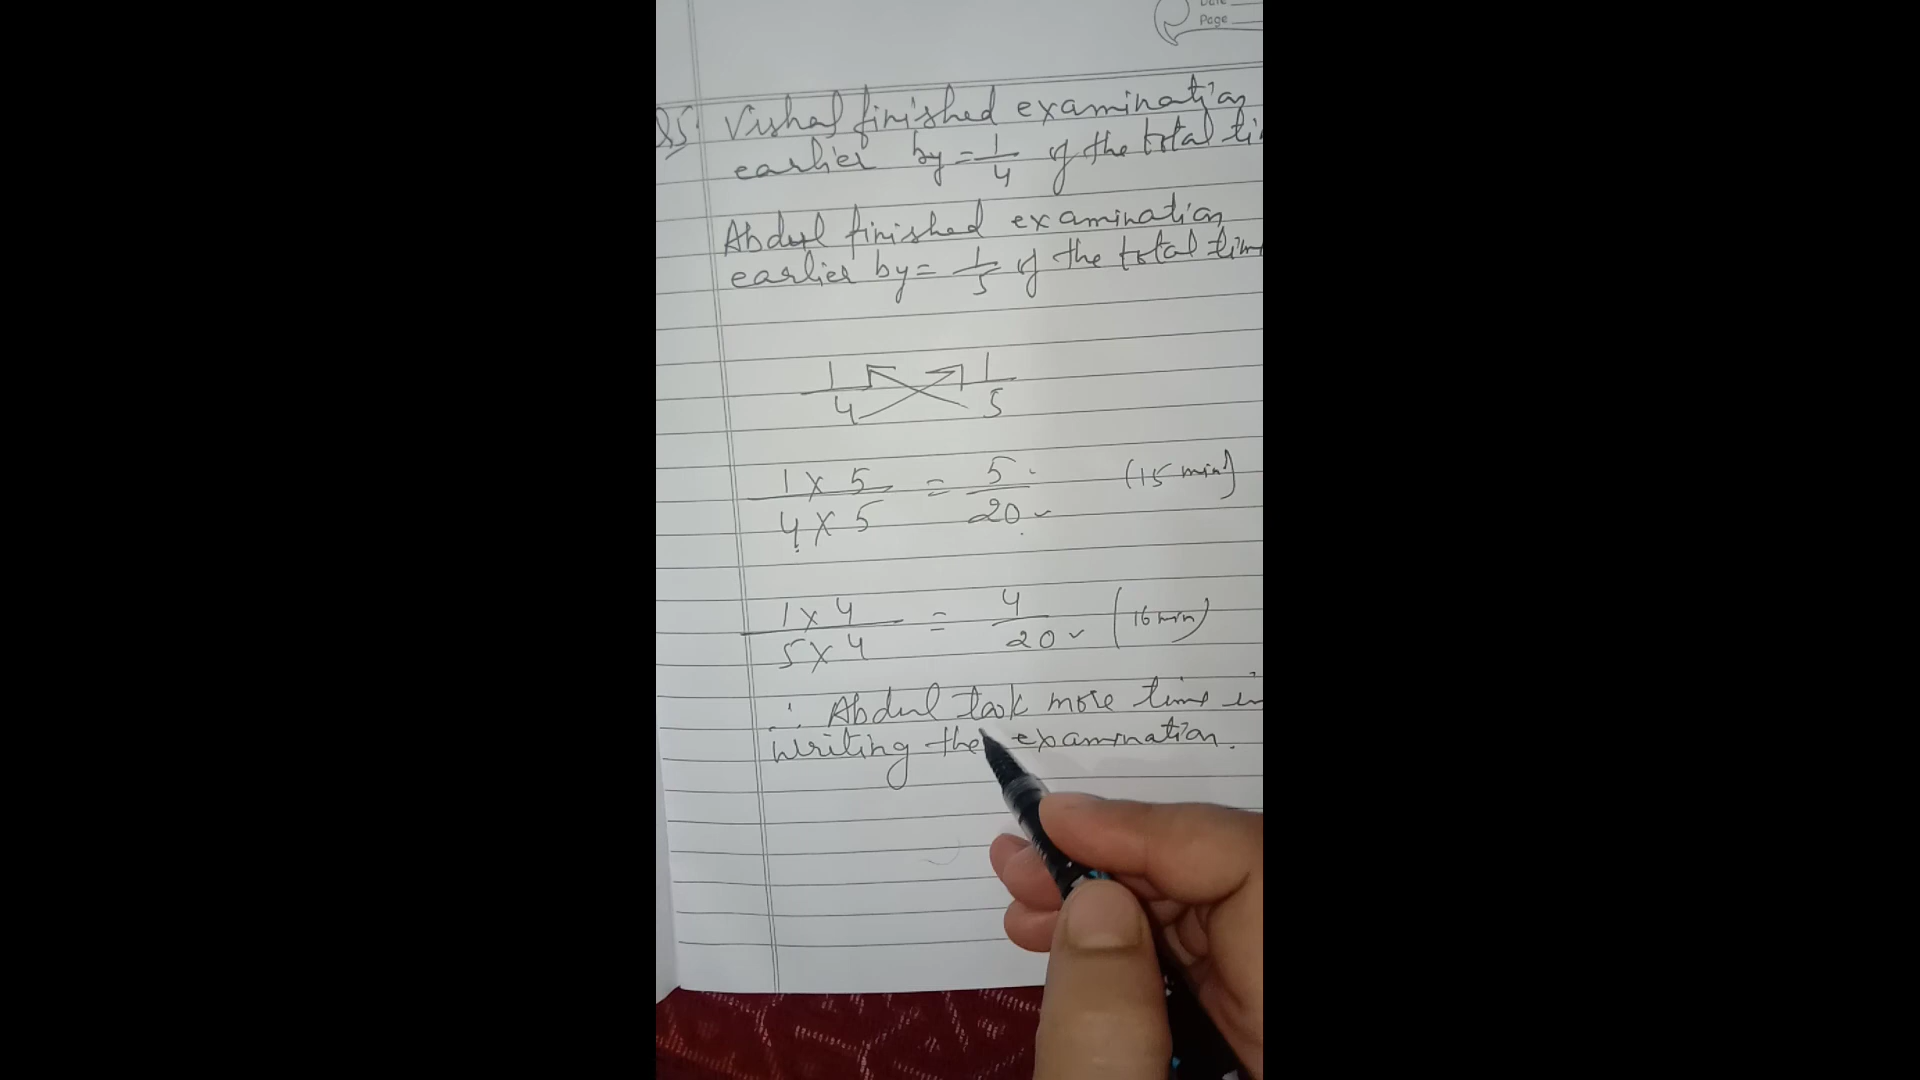 Date
Page
Q5 Vishal finished examination
earlier by = 1/4 of the total ti
Abdul finished examination
earlier by = 1/5 of the total tim
1/4 1/5
1 x 5 / 4 x 5 = 5/20 (15 min)
1 x 4 / 5 x 4 = 4/20 (16 min)
∴ Abdul took more time in
writing the examination.